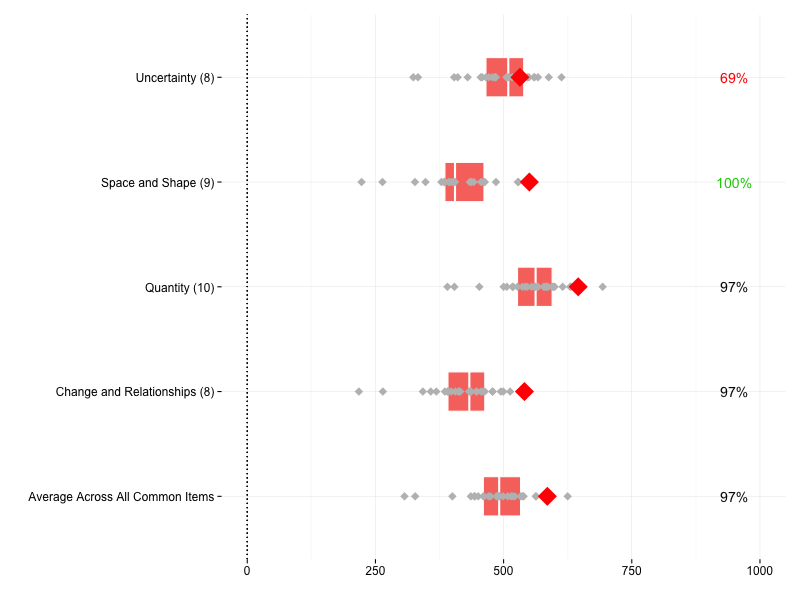 Uncertainty (8) 69%
Space and Shape (9) 100%
Quantity (10) 97%
Change and Relationships (8) 97%
Average Across All Common Items 97%
0 250 500 750 1000